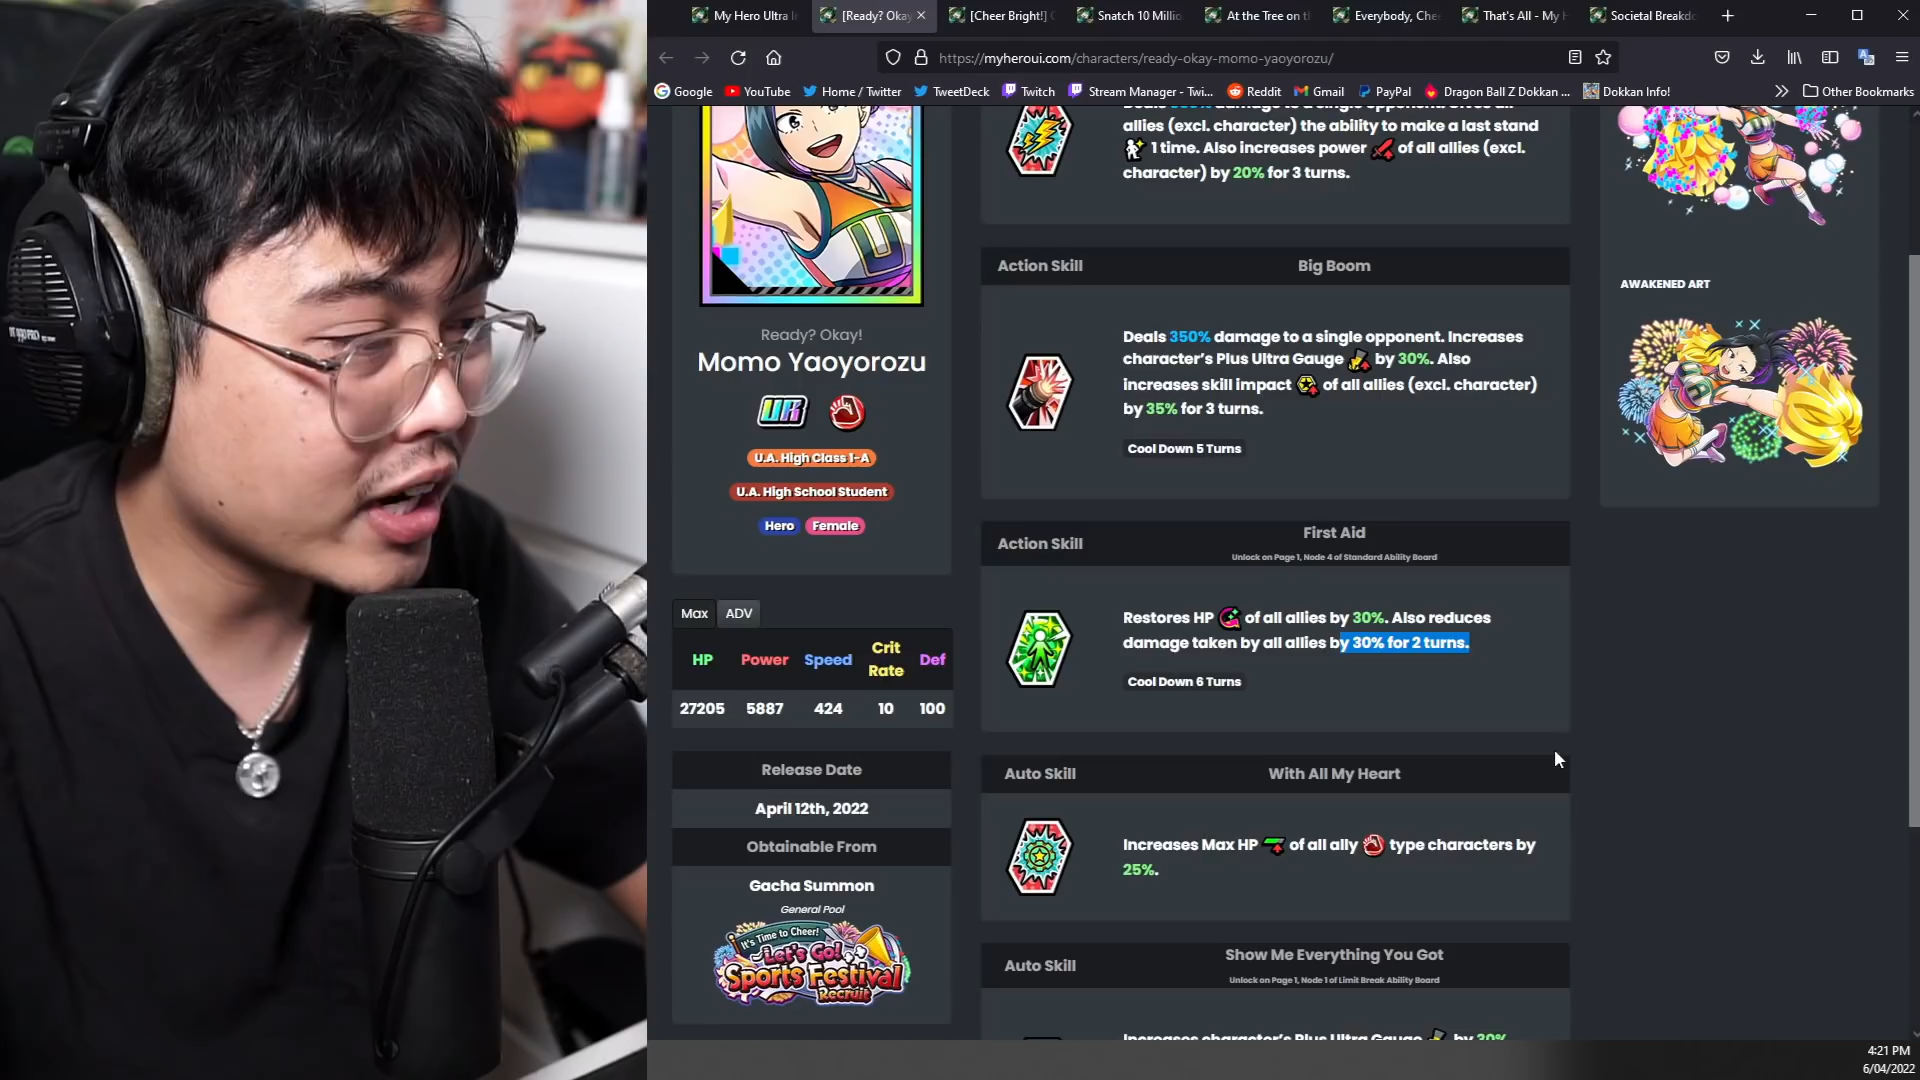 My Hero Ultra I
[Ready? Okay
[Cheer Bright!]
Snatch 10 Millio
At the Tree on t
Everybody, Che
That's All - My
Societal Breakdo
https://myheroui.com/characters/ready-okay-momo-yaoyorozu/
Google
YouTube
Home / Twitter
TweetDeck
Twitch
Stream Manager - Twi...
Reddit
Gmail
PayPal
Dragon Ball Z Dokkan ...
Dokkan Info!
Other Bookmarks
allies (excl. character) the ability to make a last stand
1 time. Also increases power of all allies (excl.
character) by 20% for 3 turns.
Action Skill
Big Boom
Deals 350% damage to a single opponent. Increases
character's Plus Ultra Gauge by 30%. Also
increases skill impact of all allies (excl. character)
by 35% for 3 turns.
Cool Down 5 Turns
Action Skill
First Aid
Unlock on Page 1, Node 4 of Standard Ability Board
Restores HP of all allies by 30%. Also reduces
damage taken by all allies by 30% for 2 turns.
Cool Down 6 Turns
Auto Skill
With All My Heart
Increases Max HP of all ally type characters by
25%.
Auto Skill
Show Me Everything You Got
Unlock on Page 1, Node 1 of Limit Break Ability Board
Increases character's Plus Ultra Gauge by 30%
U
Ready? Okay!
Momo Yaoyorozu
UR
U.A. High Class 1-A
U.A. High School Student
Hero
Female
Max
ADV
HP
Power
Speed
Crit
Rate
Def
27205
5887
424
10
100
Release Date
April 12th, 2022
Obtainable From
Gacha Summon
General Pool
It's Time to Cheer!
Let's Go!
Sports Festival
Recruit
AWAKENED ART
4:21 PM
6/04/2022